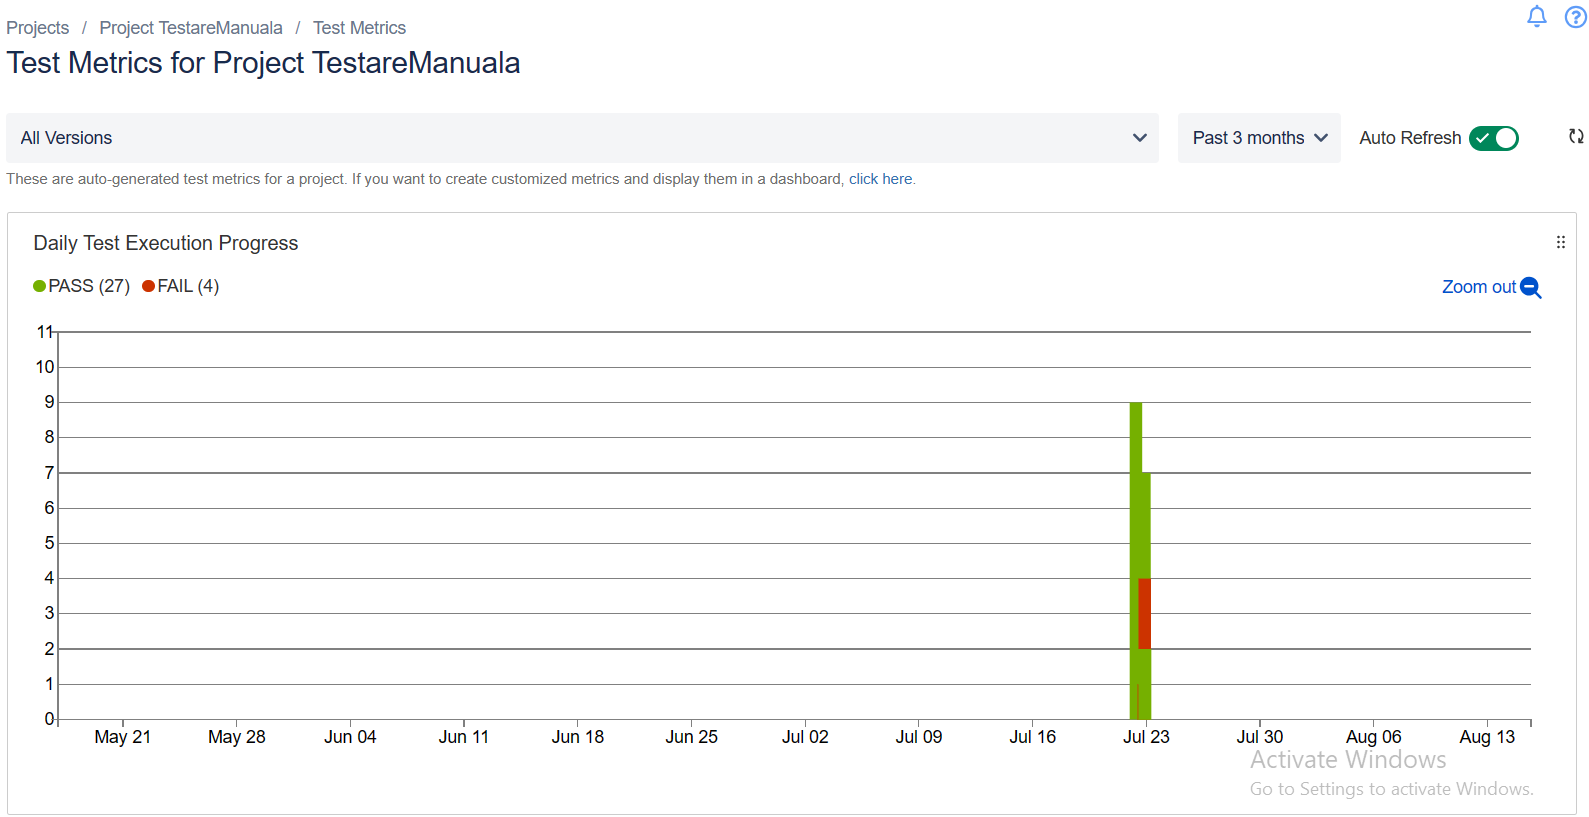 Projects / Project TestareManuala / Test Metrics
Test Metrics for Project TestareManuala
All Versions
Past 3 months
Auto Refresh
These are auto-generated test metrics for a project. If you want to create customized metrics and display them in a dashboard, click here.
Daily Test Execution Progress
PASS (27) FAIL (4)
Zoom out
11
10
9
8
7
6
5
4
3
2
1
0
May 21 May 28 Jun 04 Jun 11 Jun 18 Jun 25 Jul 02 Jul 09 Jul 16 Jul 23 Jul 30 Aug 06 Aug 13
Activate Windows
Go to Settings to activate Windows.